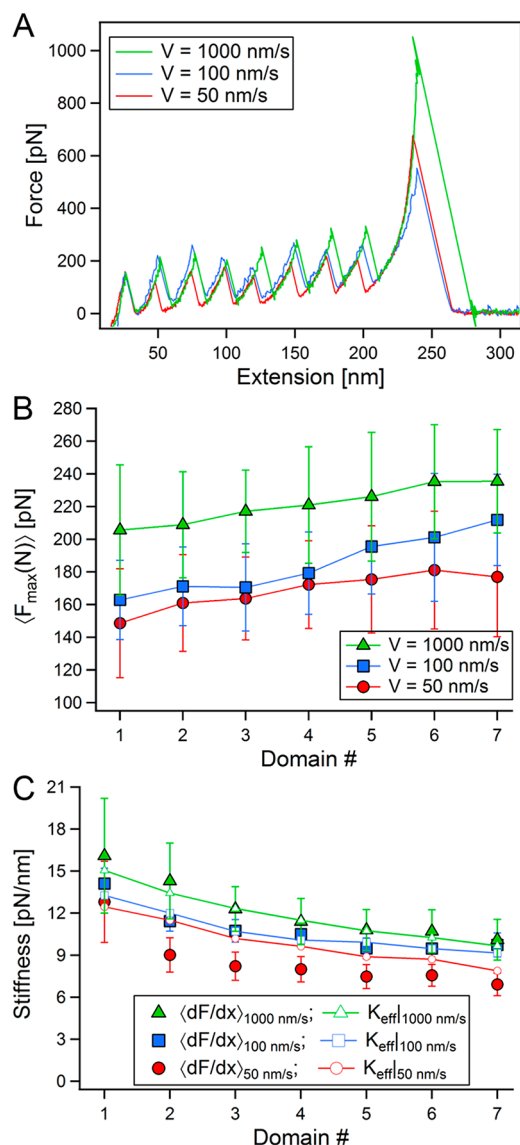 A
V = 1000 nm/s
V = 100 nm/s
V = 50 nm/s
Force [pN]
1000
800
600
400
200
0
50
100
150
200
250
300
Extension [nm]
B
⟨Fmax(N)⟩ [pN]
280
260
240
220
200
180
160
140
120
100
V = 1000 nm/s
V = 100 nm/s
V = 50 nm/s
1 2 3 4 5 6 7
Domain #
C
Stiffness [pN/nm]
21
18
15
12
9
6
3
0
⟨dF/dx⟩1000 nm/s; Keff|1000 nm/s
⟨dF/dx⟩100 nm/s; Keff|100 nm/s
⟨dF/dx⟩50 nm/s; Keff|50 nm/s
1 2 3 4 5 6 7
Domain #